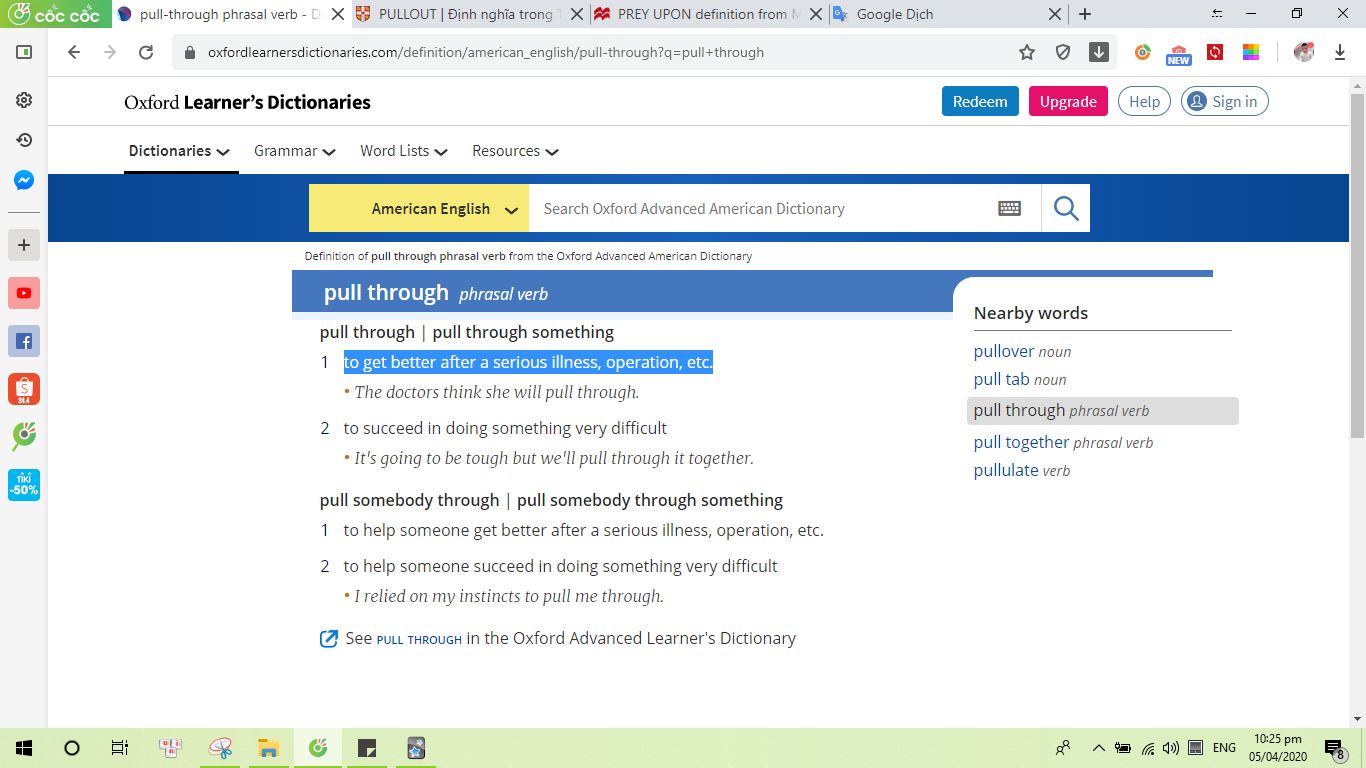 cốc cốc
pull-through phrasal verb - D
PULLOUT | Định nghĩa trong T
PREY UPON definition from M
Google Dịch
oxfordlearnersdictionaries.com/definition/american_english/pull-through?q=pull+through
NEW
Oxford Learner's Dictionaries
Redeem
Upgrade
Help
Sign in
Dictionaries
Grammar
Word Lists
Resources
American English
Search Oxford Advanced American Dictionary
Definition of pull through phrasal verb from the Oxford Advanced American Dictionary
pull through phrasal verb
pull through | pull through something
1 to get better after a serious illness, operation, etc.
• The doctors think she will pull through.
2 to succeed in doing something very difficult
• It's going to be tough but we'll pull through it together.
pull somebody through | pull somebody through something
1 to help someone get better after a serious illness, operation, etc.
2 to help someone succeed in doing something very difficult
• I relied on my instincts to pull me through.
See PULL THROUGH in the Oxford Advanced Learner's Dictionary
Nearby words
pullover noun
pull tab noun
pull through phrasal verb
pull together phrasal verb
pullulate verb
24.4
TIKI
-50%
ENG
10:25 pm
05/04/2020
8